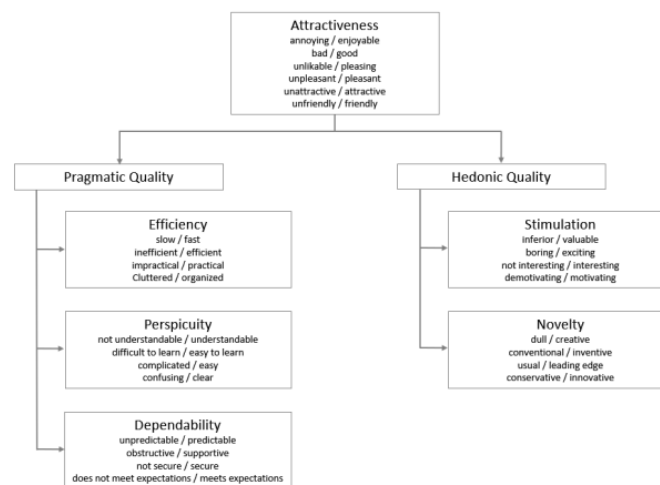 Attractiveness
annoying / enjoyable
bad / good
unlikable / pleasing
unpleasant / pleasant
unattractive / attractive
unfriendly / friendly
Pragmatic Quality
Hedonic Quality
Efficiency
slow / fast
inefficient / efficient
impractical / practical
Cluttered / organized
Perspicuity
not understandable / understandable
difficult to learn / easy to learn
complicated / easy
confusing / clear
Dependability
unpredictable / predictable
obstructive / supportive
not secure / secure
does not meet expectations / meets expectations
Stimulation
inferior / valuable
boring / exciting
not interesting / interesting
demotivating / motivating
Novelty
dull / creative
conventional / inventive
usual / leading edge
conservative / innovative